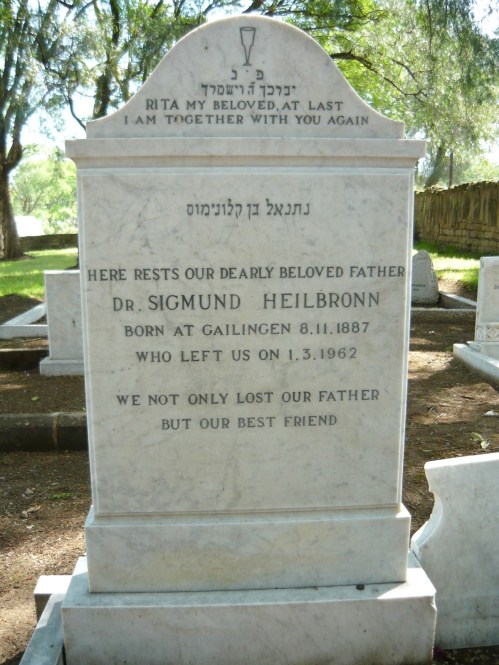 פ נ
יברכך ה׳ וישמרך
RITA MY BELOVED, AT LAST
I AM TOGETHER WITH YOU AGAIN
נתנאל בן קלונימוס
HERE RESTS OUR DEARLY BELOVED FATHER
DR. SIGMUND HEILBRONN
BORN AT GAILINGEN 8.11.1887
WHO LEFT US ON 1.3.1962
WE NOT ONLY LOST OUR FATHER
BUT OUR BEST FRIEND